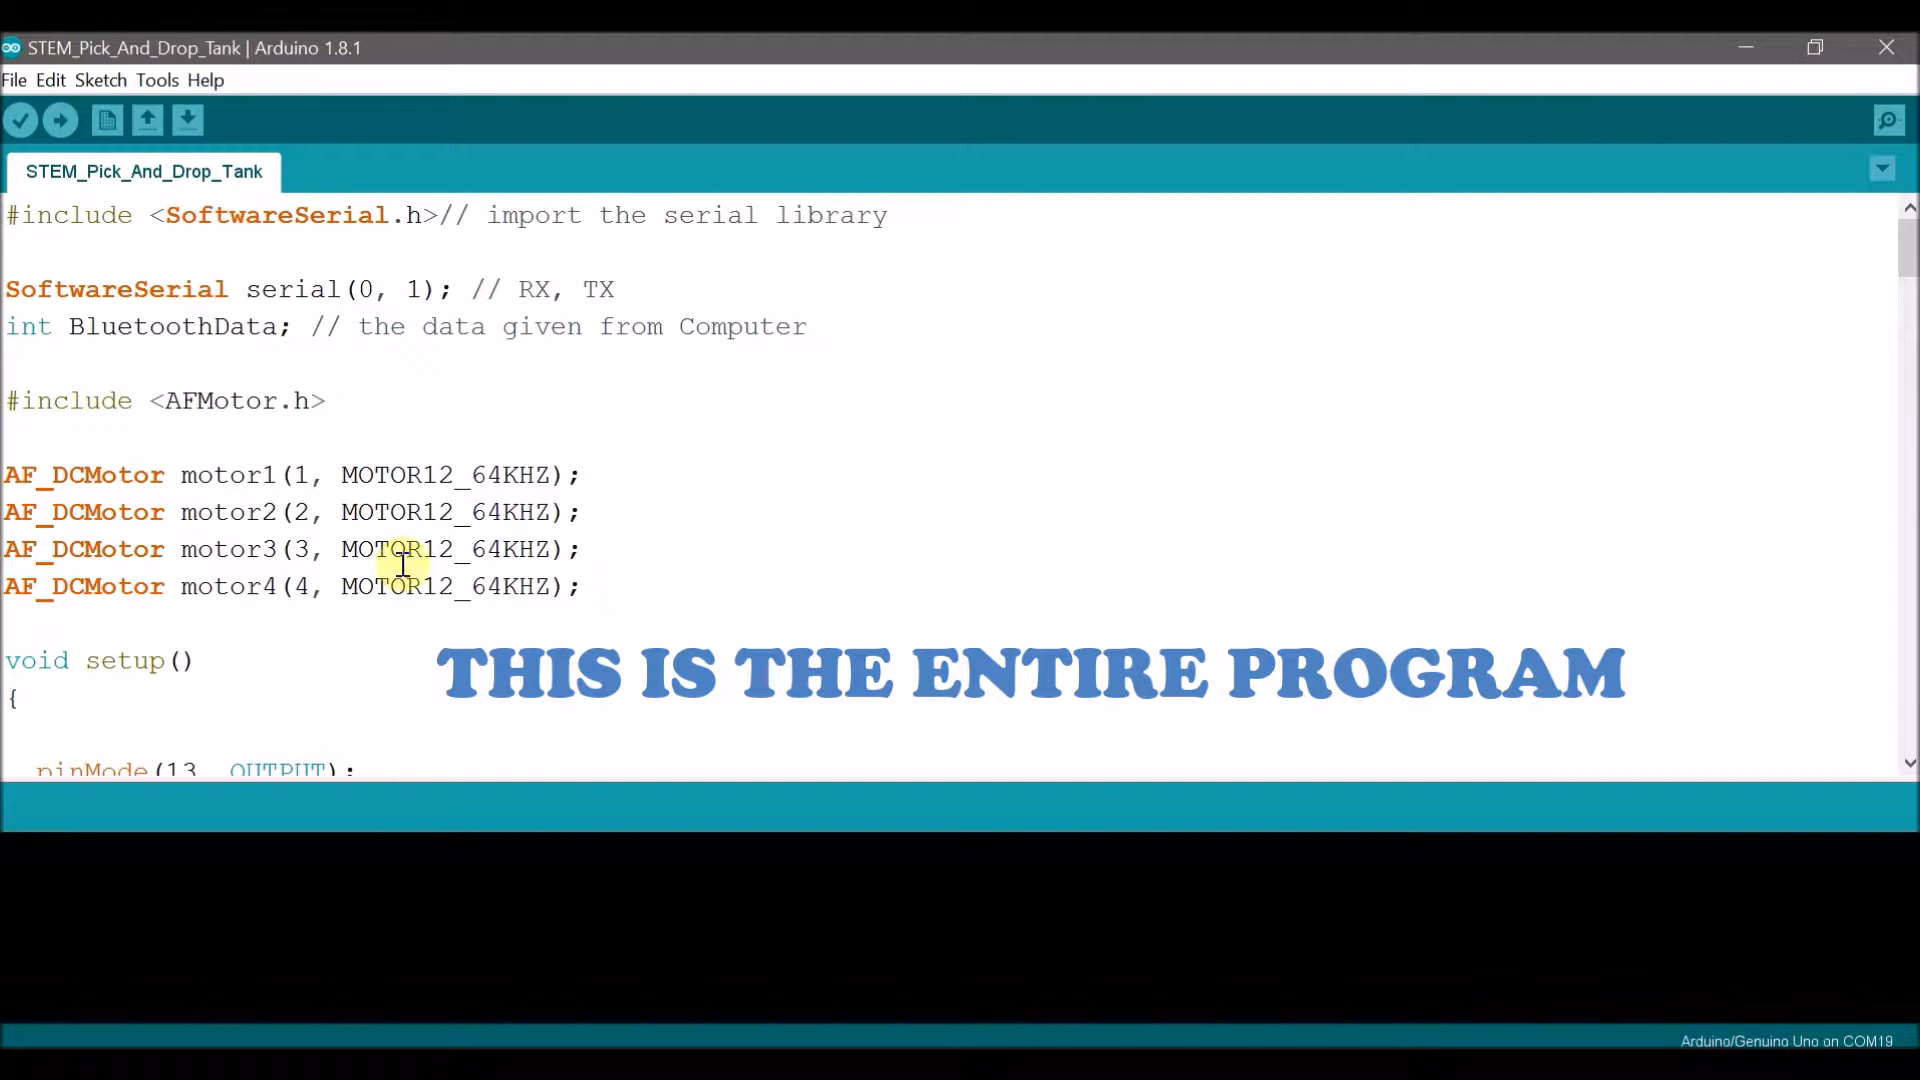 STEM_Pick_And_Drop_Tank | Arduino 1.8.1
File Edit Sketch Tools Help
STEM_Pick_And_Drop_Tank
#include <SoftwareSerial.h>// import the serial library
SoftwareSerial serial(0, 1); // RX, TX
int BluetoothData; // the data given from Computer
#include <AFMotor.h>
AF_DCMotor motor1(1, MOTOR12_64KHZ);
AF_DCMotor motor2(2, MOTOR12_64KHZ);
AF_DCMotor motor3(3, MOTOR12_64KHZ);
AF_DCMotor motor4(4, MOTOR12_64KHZ);
void setup()
THIS IS THE ENTIRE PROGRAM
{
pinMode(13, OUTPUT);
Arduino/Genuino Uno on COM19